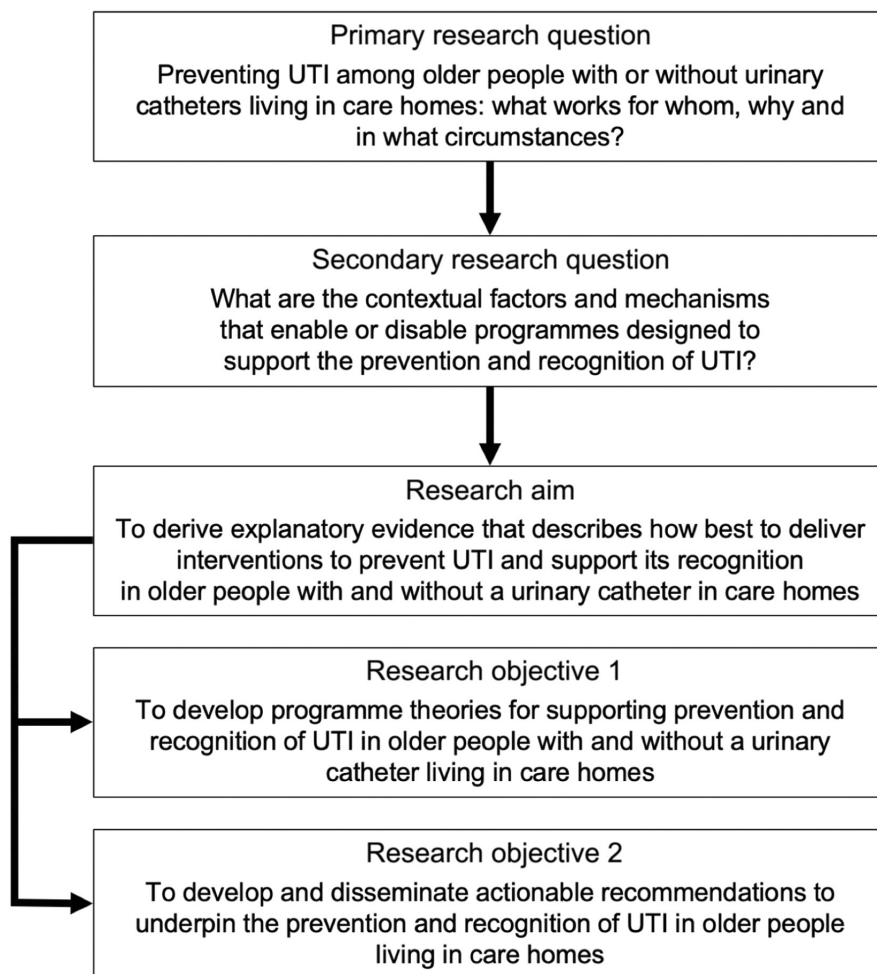 Primary research question
Preventing UTI among older people with or without urinary
catheters living in care homes: what works for whom, why and
in what circumstances?
Secondary research question
What are the contextual factors and mechanisms
that enable or disable programmes designed to
support the prevention and recognition of UTI?
Research aim
To derive explanatory evidence that describes how best to deliver
interventions to prevent UTI and support its recognition
in older people with and without a urinary catheter in care homes
Research objective 1
To develop programme theories for supporting prevention and
recognition of UTI in older people with and without a urinary
catheter living in care homes
Research objective 2
To develop and disseminate actionable recommendations to
underpin the prevention and recognition of UTI in older people
living in care homes